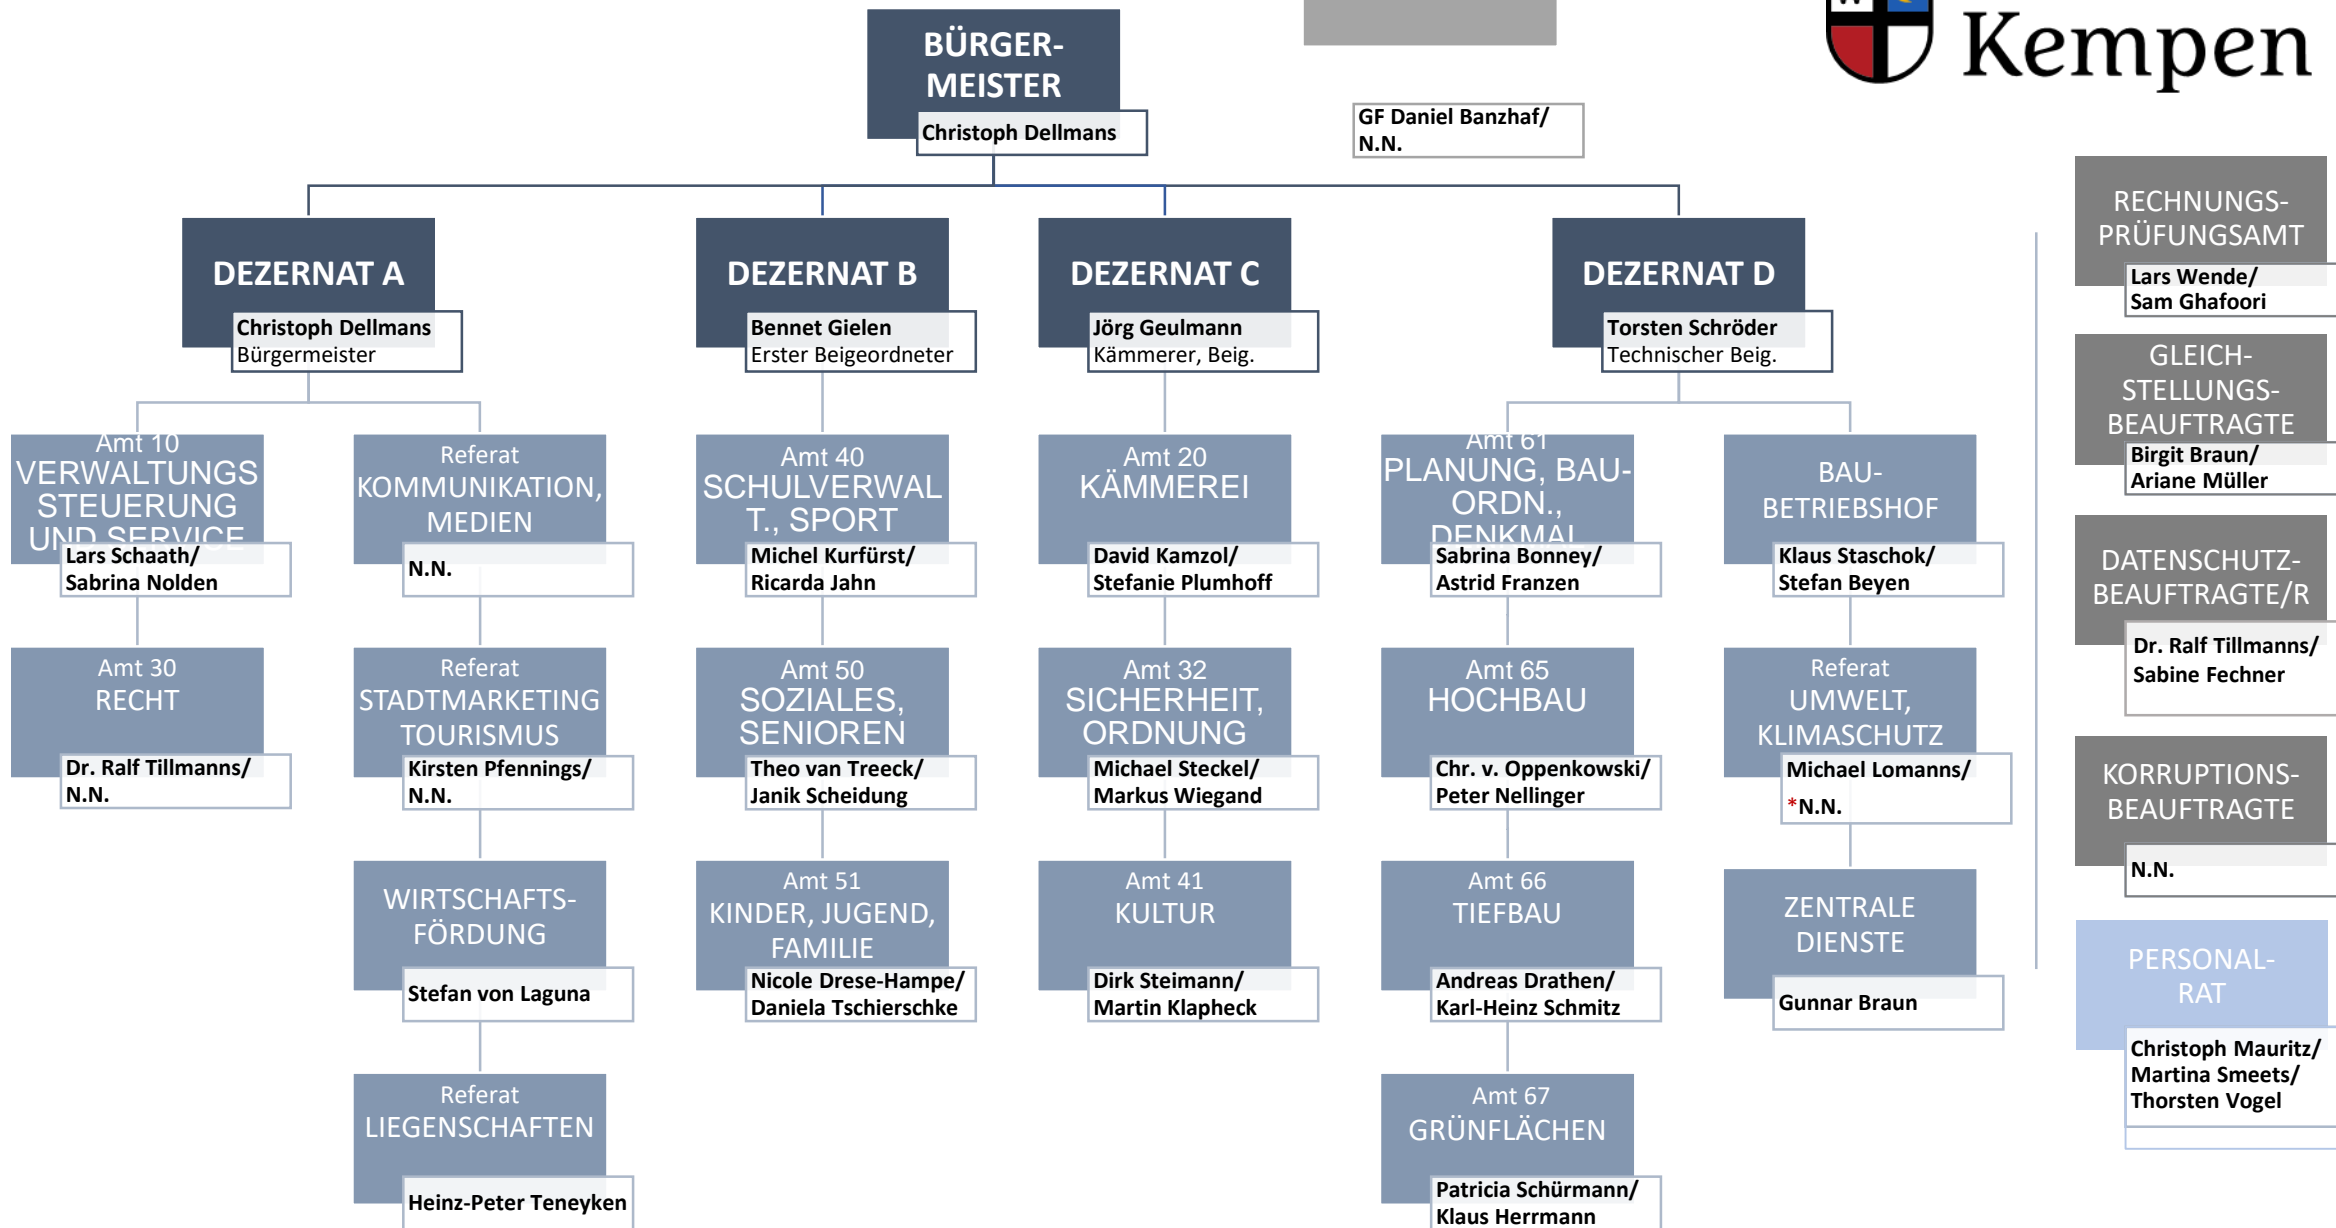 W
Kempen
BÜRGER-
MEISTER
Christoph Dellmans
GF Daniel Banzhaf/
N.N.
DEZERNAT A
Christoph Dellmans
Bürgermeister
DEZERNAT B
Bennet Gielen
Erster Beigeordneter
DEZERNAT C
Jörg Geulmann
Kämmerer, Beig.
DEZERNAT D
Torsten Schröder
Technischer Beig.
Amt 10
VERWALTUNGS
STEUERUNG
UND SERVICE
Lars Schaath/
Sabrina Nolden
Amt 30
RECHT
Dr. Ralf Tillmanns/
N.N.
Referat
KOMMUNIKATION,
MEDIEN
N.N.
Referat
STADTMARKETING
TOURISMUS
Kirsten Pfennings/
N.N.
WIRTSCHAFTS-
FÖRDUNG
Stefan von Laguna
Referat
LIEGENSCHAFTEN
Heinz-Peter Teneyken
Amt 40
SCHULVERWAL
T., SPORT
Michel Kurfürst/
Ricarda Jahn
Amt 50
SOZIALES,
SENIOREN
Theo van Treeck/
Janik Scheidung
Amt 51
KINDER, JUGEND,
FAMILIE
Nicole Drese-Hampe/
Daniela Tschierschke
Amt 20
KÄMMEREI
David Kamzol/
Stefanie Plumhoff
Amt 32
SICHERHEIT,
ORDNUNG
Michael Steckel/
Markus Wiegand
Amt 41
KULTUR
Dirk Steimann/
Martin Klapheck
Amt 61
PLANUNG, BAU-
ORDN.,
DENKMAL
Sabrina Bonney/
Astrid Franzen
Amt 65
HOCHBAU
Chr. v. Oppenkowski/
Peter Nellinger
Amt 66
TIEFBAU
Andreas Drathen/
Karl-Heinz Schmitz
Amt 67
GRÜNFLÄCHEN
Patricia Schürmann/
Klaus Herrmann
BAU-
BETRIEBSHOF
Klaus Staschok/
Stefan Beyen
Referat
UMWELT,
KLIMASCHUTZ
Michael Lomanns/
*N.N.
ZENTRALE
DIENSTE
Gunnar Braun
RECHNUNGS-
PRÜFUNGSAMT
Lars Wende/
Sam Ghafoori
GLEICH-
STELLUNGS-
BEAUFTRAGTE
Birgit Braun/
Ariane Müller
DATENSCHUTZ-
BEAUFTRAGTE/R
Dr. Ralf Tillmanns/
Sabine Fechner
KORRUPTIONS-
BEAUFTRAGTE
N.N.
PERSONAL-
RAT
Christoph Mauritz/
Martina Smeets/
Thorsten Vogel